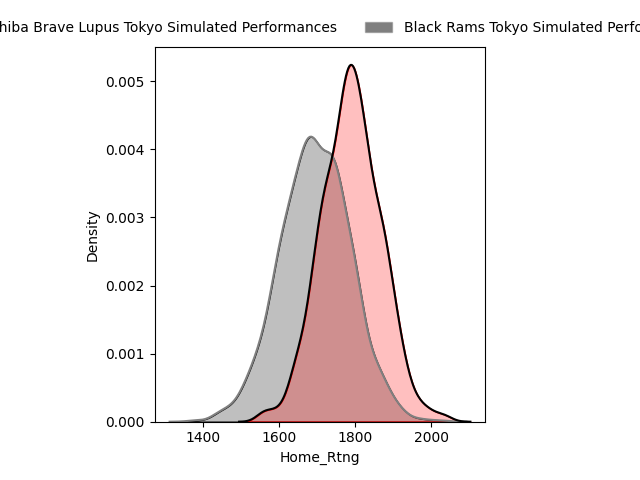 hiba Brave Lupus Tokyo Simulated Performances Black Rams Tokyo Simulated Perfo
0.005
0.004
0.003
0.002
0.001
0.000
Density
1400 1600 1800 2000
Home_Rtng